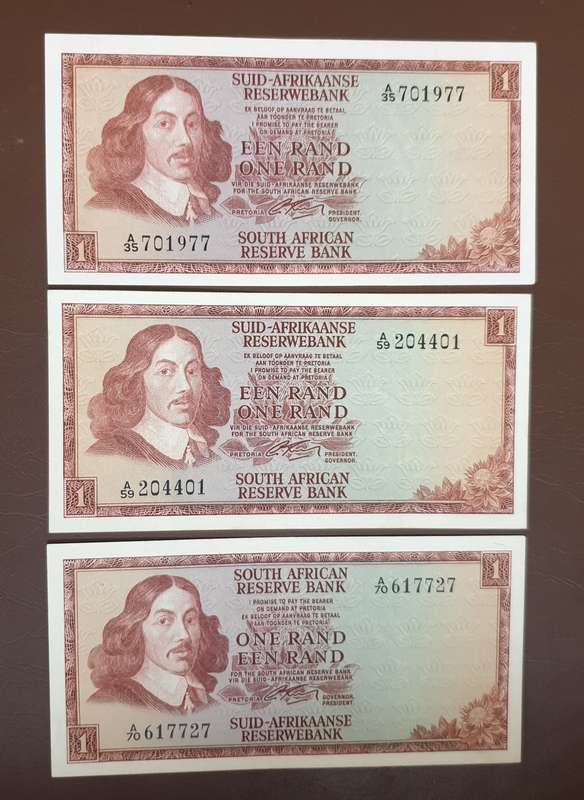 SUID-AFRIKAANSE
RESERWEBANK
A/35 701977
1
EK BELOOF OP AANVRAAG TE BETAAL
AAN TOONDER TE PRETORIA
I PROMISE TO PAY THE BEARER
ON DEMAND AT PRETORIA
EEN RAND
ONE RAND
VIR DIE SUID-AFRIKAANSE RESERWEBANK
FOR THE SOUTH AFRICAN RESERVE BANK
PRETORIA PRESIDENT.
GOVERNOR.
1
A/35 701977
SOUTH AFRICAN
RESERVE BANK
SUID-AFRIKAANSE
RESERWEBANK
A/59 204401
1
EK BELOOF OP AANVRAAG TE BETAAL
AAN TOONDER TE PRETORIA
I PROMISE TO PAY THE BEARER
ON DEMAND AT PRETORIA
EEN RAND
ONE RAND
VIR DIE SUID-AFRIKAANSE RESERWEBANK
FOR THE SOUTH AFRICAN RESERVE BANK
PRETORIA PRESIDENT.
GOVERNOR.
1
A/59 204401
SOUTH AFRICAN
RESERVE BANK
SOUTH AFRICAN
RESERVE BANK
A/70 617727
1
I PROMISE TO PAY THE BEARER
ON DEMAND AT PRETORIA
EK BELOOF OP AANVRAAG TE BETAAL
AAN TOONDER TE PRETORIA
ONE RAND
EEN RAND
FOR THE SOUTH AFRICAN RESERVE BANK
VIR DIE SUID-AFRIKAANSE RESERWEBANK
PRETORIA GOVERNOR.
PRESIDENT.
1
A/70 617727
SUID-AFRIKAANSE
RESERWEBANK